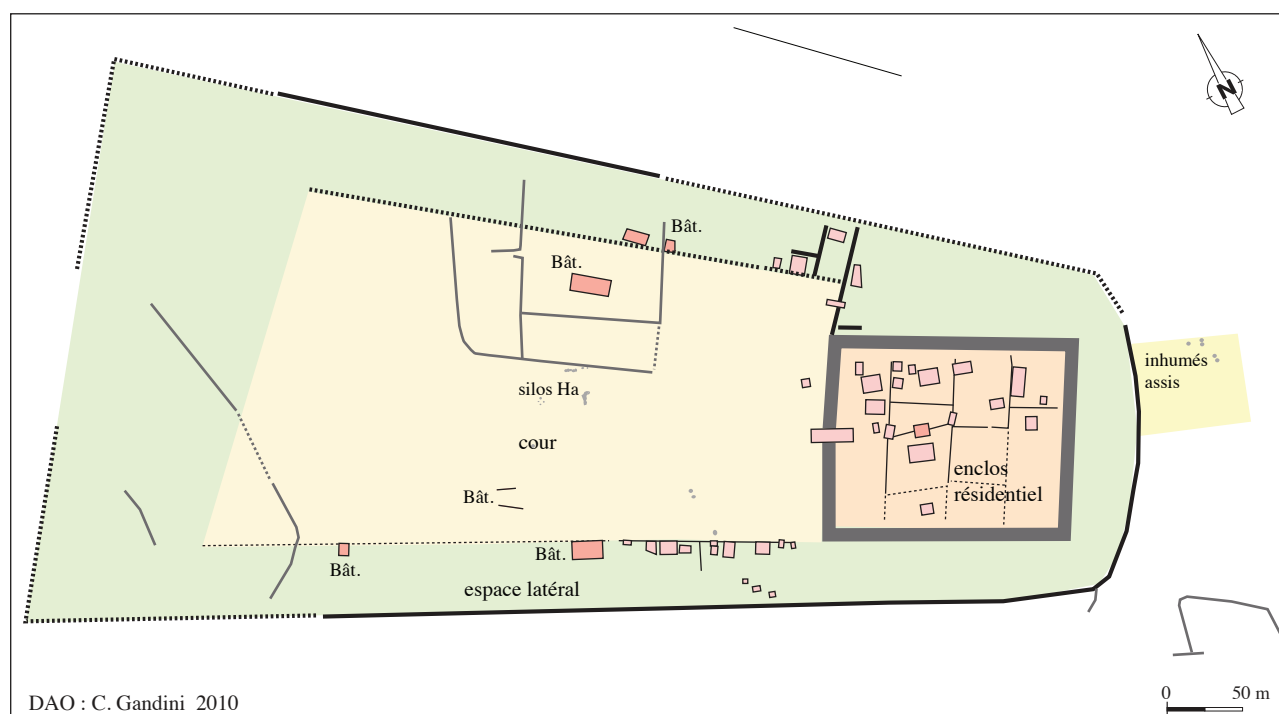 N
Bât.
Bât.
inhumés
assis
silos Ha
cour
enclos
résidentiel
Bât.
Bât.
Bât.
espace latéral
DAO : C. Gandini 2010
0 50 m